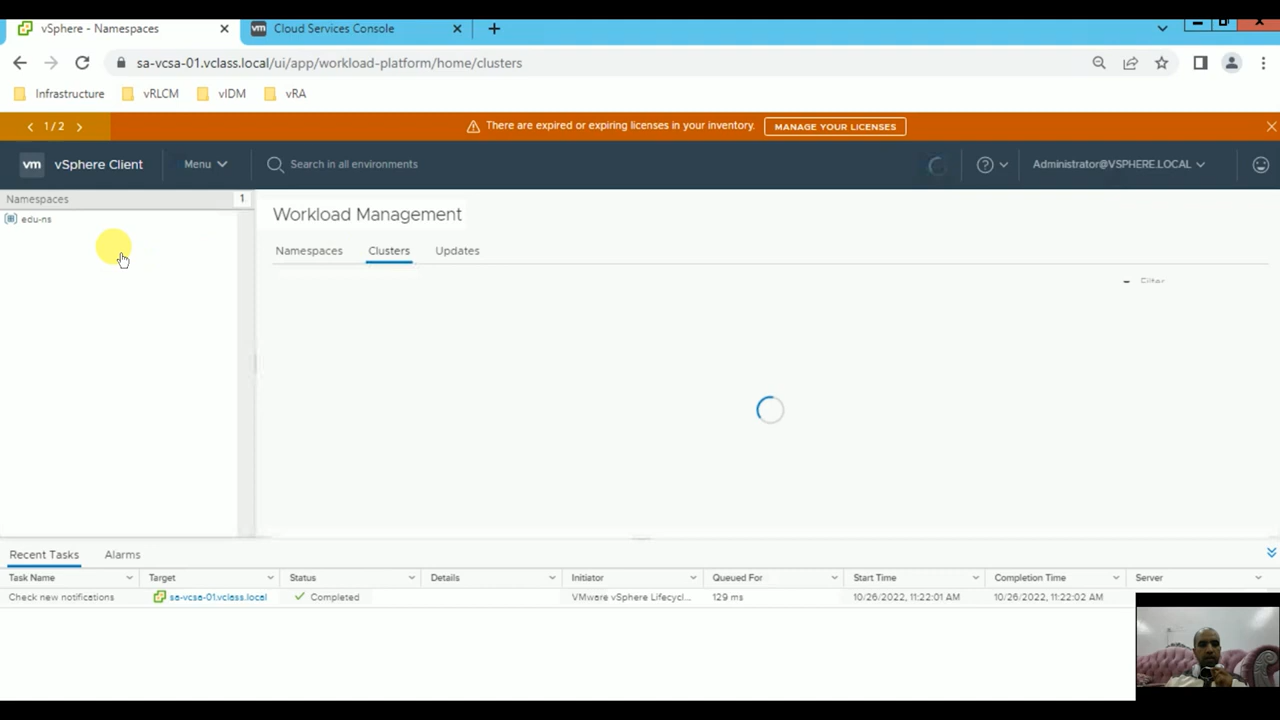 vSphere - Namespaces
Cloud Services Console
sa-vcsa-01.vclass.local/ui/app/workload-platform/home/clusters
Infrastructure vRLCM vIDM vRA
1/2
There are expired or expiring licenses in your inventory. MANAGE YOUR LICENSES
vm vSphere Client Menu Search in all environments Administrator@VSPHERE.LOCAL
Namespaces 1
edu-ns
Workload Management
Namespaces Clusters Updates
Filter
Recent Tasks Alarms
Task Name Target Status Details Initiator Queued For Start Time Completion Time Server
Check new notifications sa-vcsa-01.vclass.local Completed VMware vSphere Lifecycl... 129 ms 10/26/2022, 11:22:01 AM 10/26/2022, 11:22:02 AM